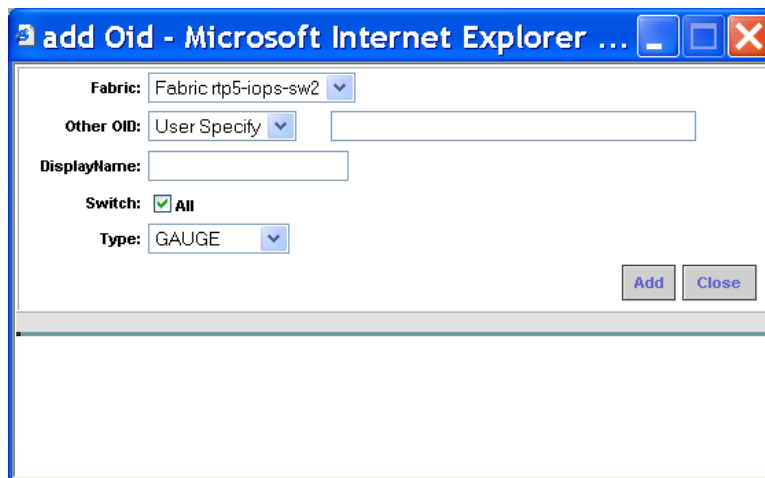 add Oid - Microsoft Internet Explorer ...
Fabric: Fabric rtp5-iops-sw2
Other OID: User Specify
DisplayName:
Switch: All
Type: GAUGE
Add Close